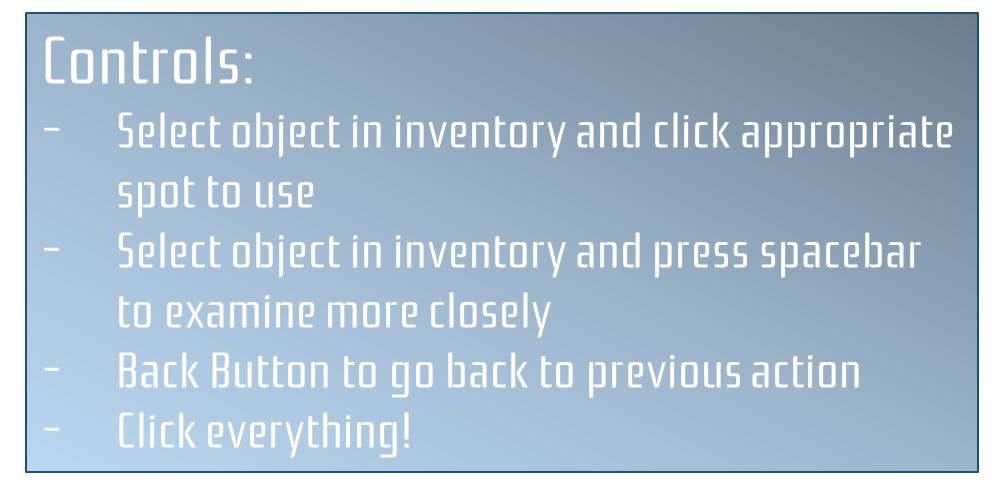 Controls:
- Select object in inventory and click appropriate
spot to use
- Select object in inventory and press spacebar
to examine more closely
- Back Button to go back to previous action
- Click everything!